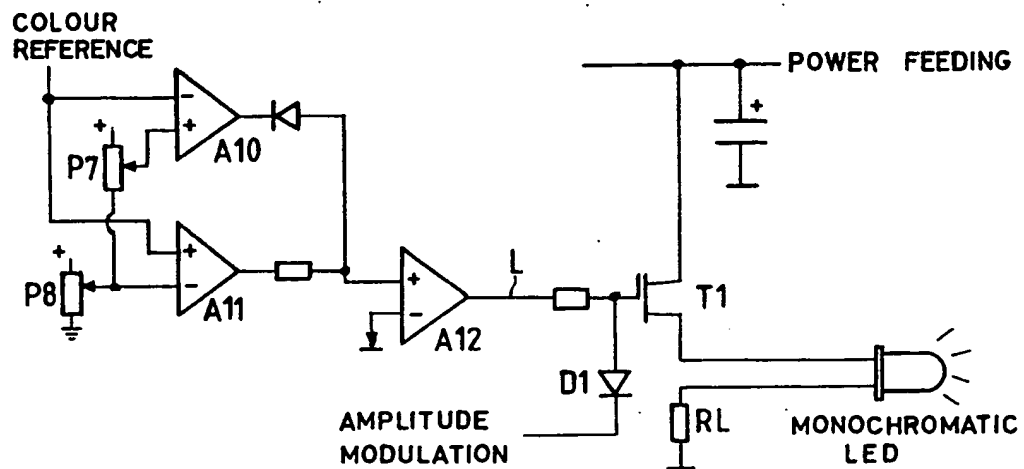 COLOUR
REFERENCE
POWER FEEDING
+
-
+
A10
+
P7
+
P8
+
-
A11
+
-
A12
L
T1
D1
AMPLITUDE
MODULATION
RL
MONOCHROMATIC
LED